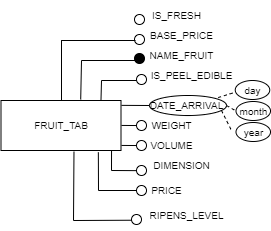 IS_FRESH
BASE_PRICE
NAME_FRUIT
IS_PEEL_EDIBLE
day
DATE_ARRIVAL
month
FRUIT_TAB
WEIGHT
year
VOLUME
DIMENSION
PRICE
RIPENS_LEVEL